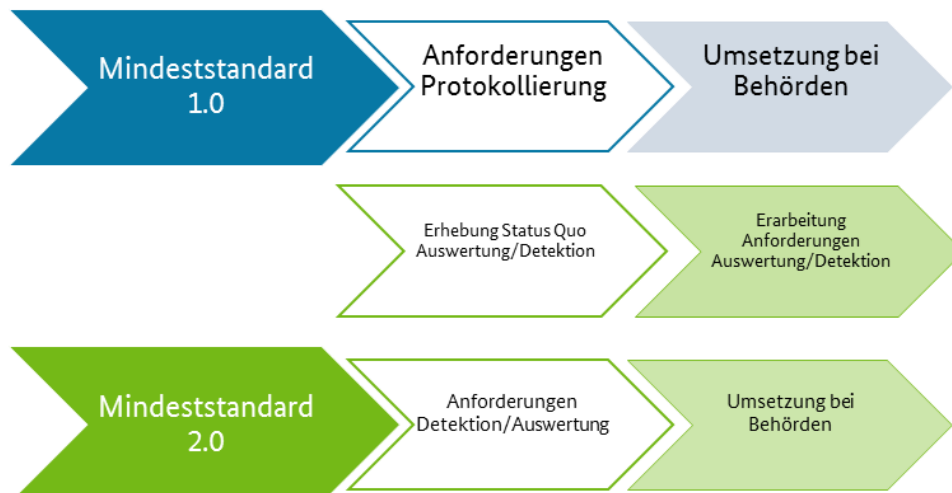 Mindeststandard
1.0
Anforderungen
Protokollierung
Umsetzung bei
Behörden
Erhebung Status Quo
Auswertung/Detektion
Erarbeitung
Anforderungen
Auswertung/Detektion
Mindeststandard
2.0
Anforderungen
Detektion/Auswertung
Umsetzung bei
Behörden